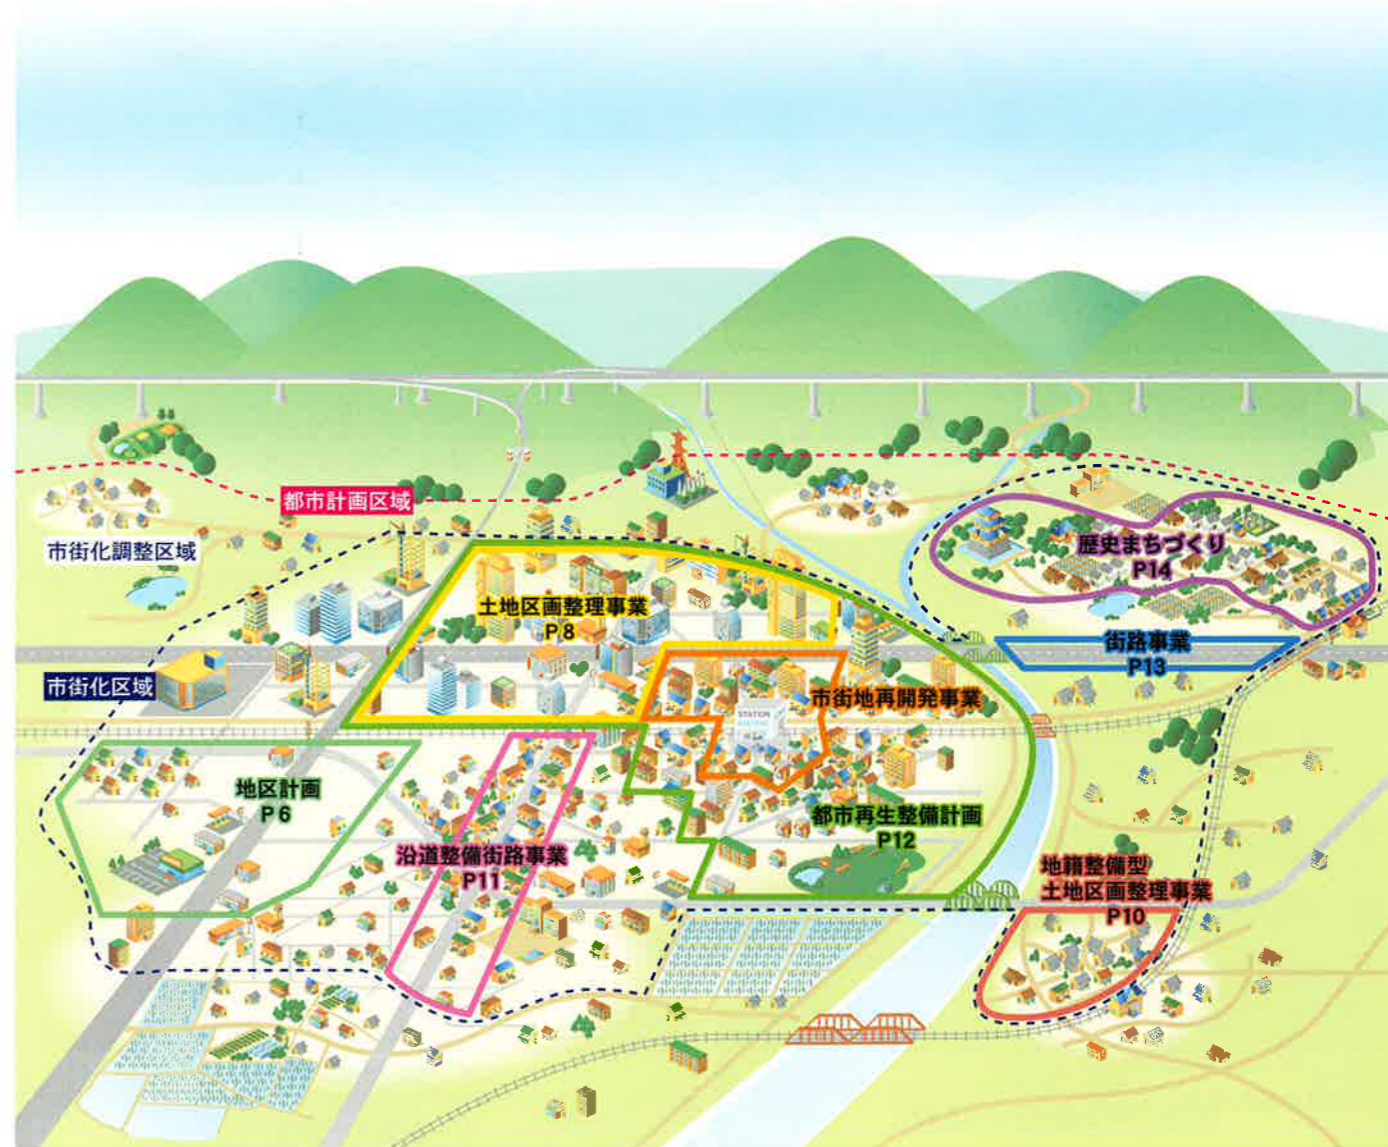 都市計画区域
市街化調整区域
歴史まちづくり
P14
土地区画整理事業
P8
街路事業
P13
市街化区域
市街地再開発事業
STATION
地区計画
P6
都市再生整備計画
P12
沿道整備街路事業
P11
地籍整備型
土地区画整理事業
P10